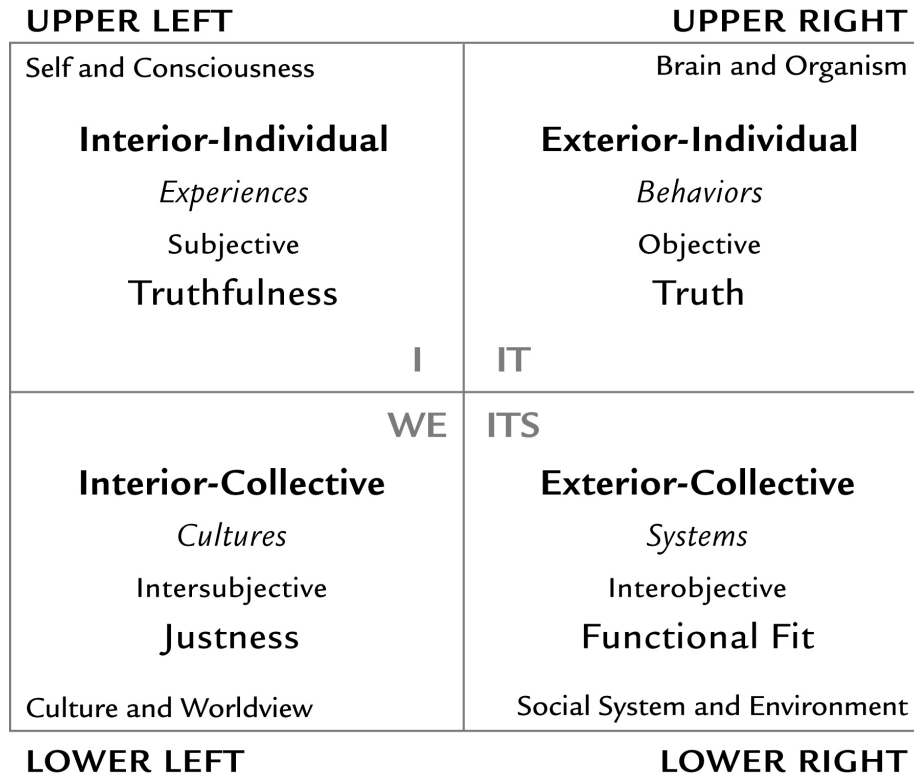 UPPER LEFT
UPPER RIGHT
Self and Consciousness
Brain and Organism
Interior-Individual
Exterior-Individual
Experiences
Behaviors
Subjective
Objective
Truthfulness
Truth
I
IT
WE
ITS
Interior-Collective
Exterior-Collective
Cultures
Systems
Intersubjective
Interobjective
Justness
Functional Fit
Culture and Worldview
Social System and Environment
LOWER LEFT
LOWER RIGHT